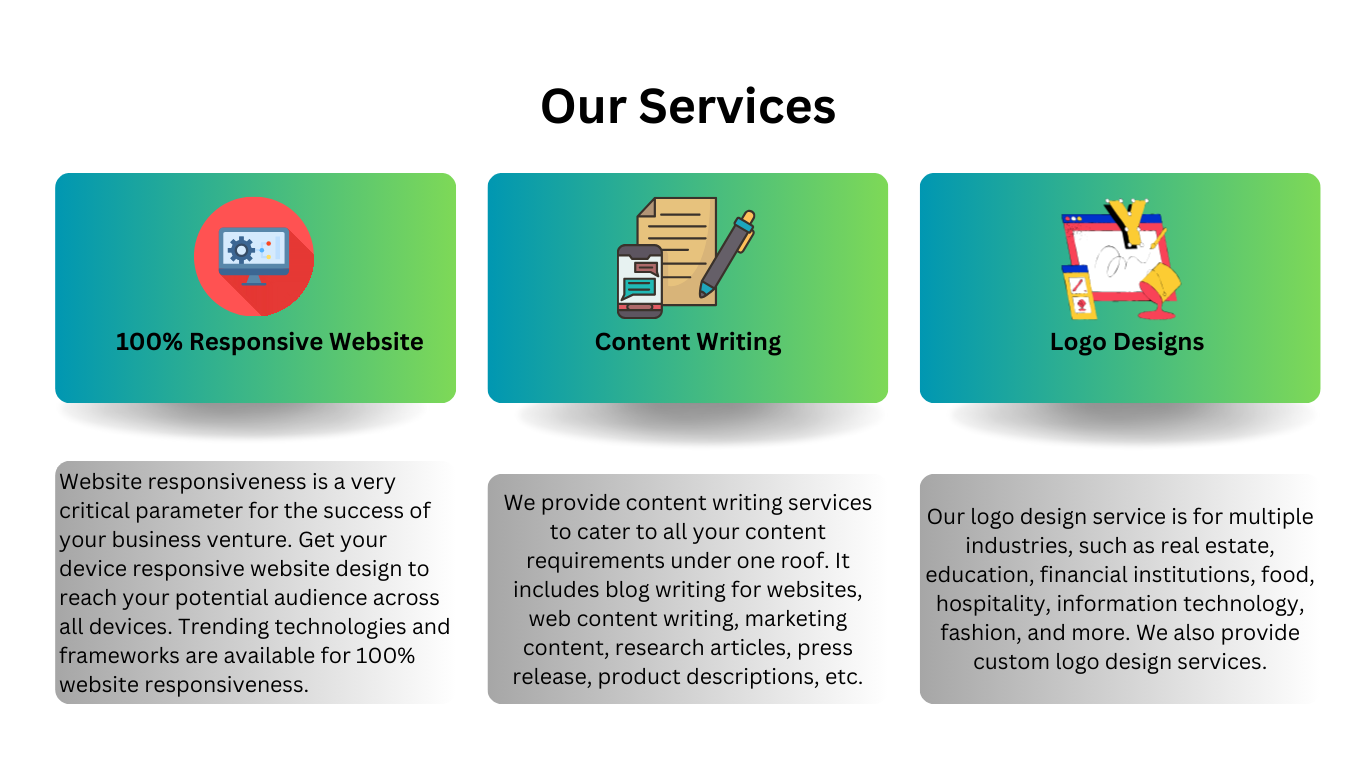 Our Services
100% Responsive Website
Content Writing
Logo Designs
Website responsiveness is a very
critical parameter for the success of
your business venture. Get your
device responsive website design to
reach your potential audience across
all devices. Trending technologies and
frameworks are available for 100%
website responsiveness.
We provide content writing services
to cater to all your content
requirements under one roof. It
includes blog writing for websites,
web content writing, marketing
content, research articles, press
release, product descriptions, etc.
Our logo design service is for multiple
industries, such as real estate,
education, financial institutions, food,
hospitality, information technology,
fashion, and more. We also provide
custom logo design services.